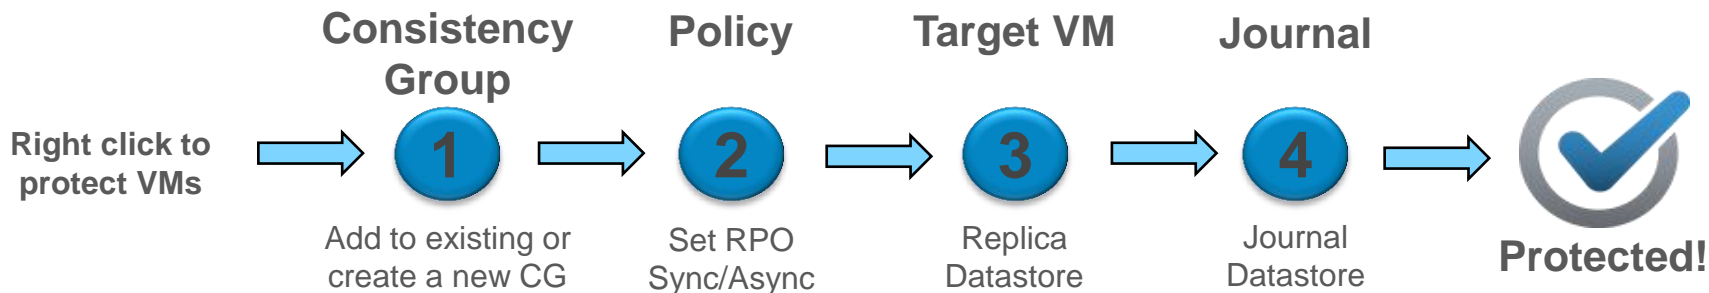 Right click to
protect VMs
Consistency
Group
1
Add to existing or
create a new CG
Policy
2
Set RPO
Sync/Async
Target VM
3
Replica
Datastore
Journal
4
Journal
Datastore
Protected!